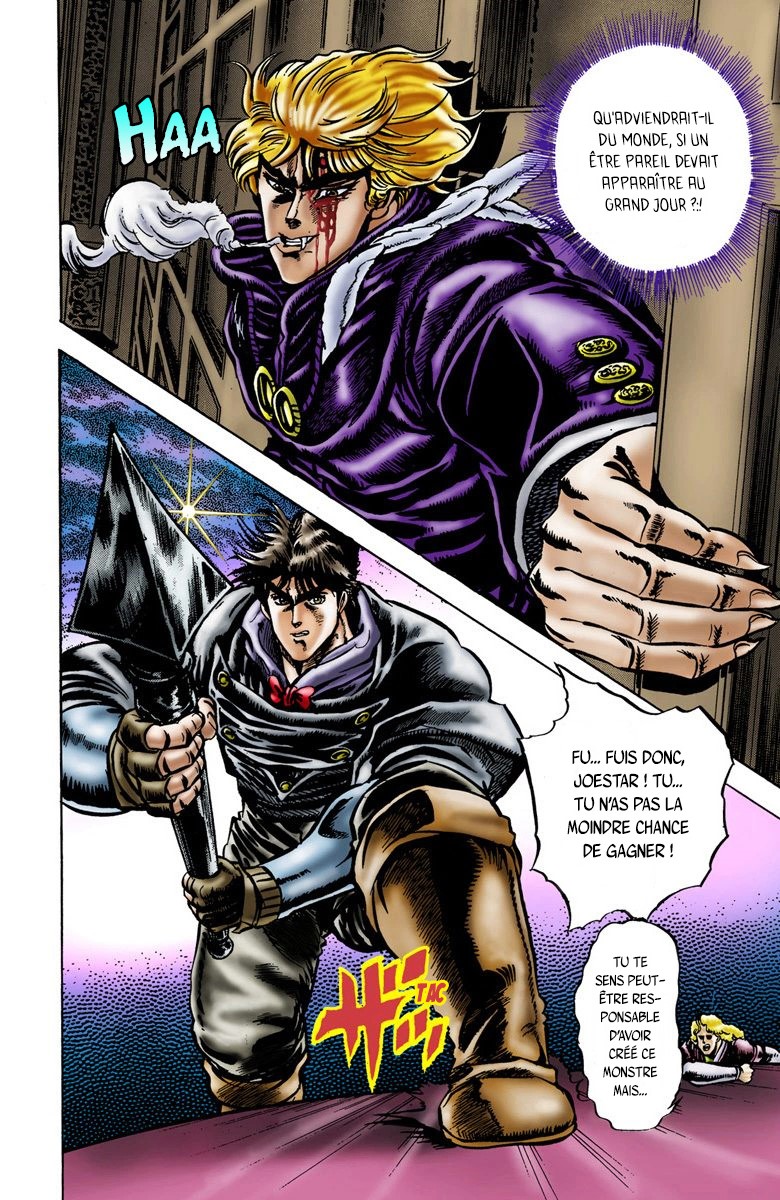 HAA
QU'ADVIENDRAIT-IL
DU MONDE, SI UN
ÊTRE PAREIL DEVAIT
APPARAÎTRE AU
GRAND JOUR ?!!
FU... FUIS DONC,
JOESTAR ! TU...
TU N'AS PAS LA
MOINDRE CHANCE
DE GAGNER !
ザッ
TAC
TU TE
SENS PEUT-
ÊTRE RES-
PONSABLE
D'AVOIR
CRÉÉ CE
MONSTRE
MAIS...